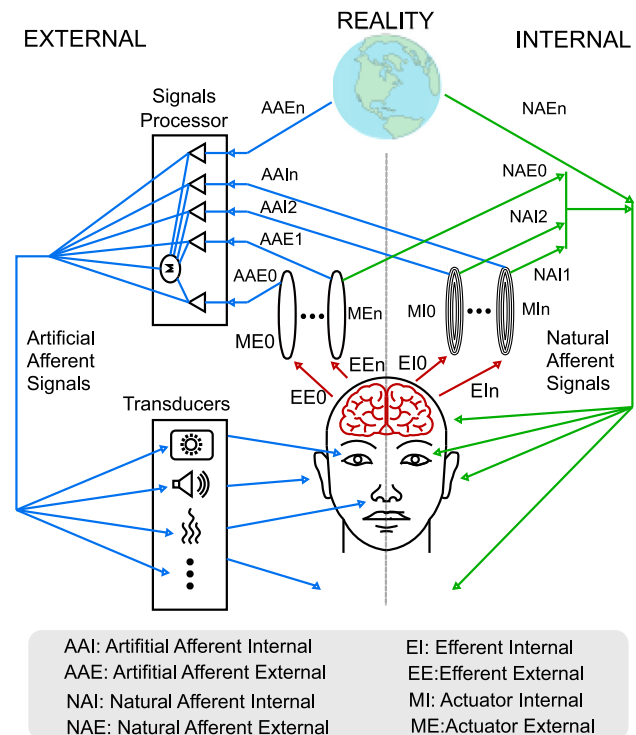 EXTERNAL
REALITY
INTERNAL
Signals
Processor
AAEn
NAEn
AAIn
NAE0
AAI2
NAI2
AAE1
NAI1
AAE0
ME0
MEn
MI0
MIn
Σ
EEn
EI0
EE0
EIn
Artificial
Afferent
Signals
Natural
Afferent
Signals
Transducers
AAI: Artifitial Afferent Internal
AAE: Artifitial Afferent External
NAI: Natural Afferent Internal
NAE: Natural Afferent External
EI: Efferent Internal
EE:Efferent External
MI: Actuator Internal
ME:Actuator External